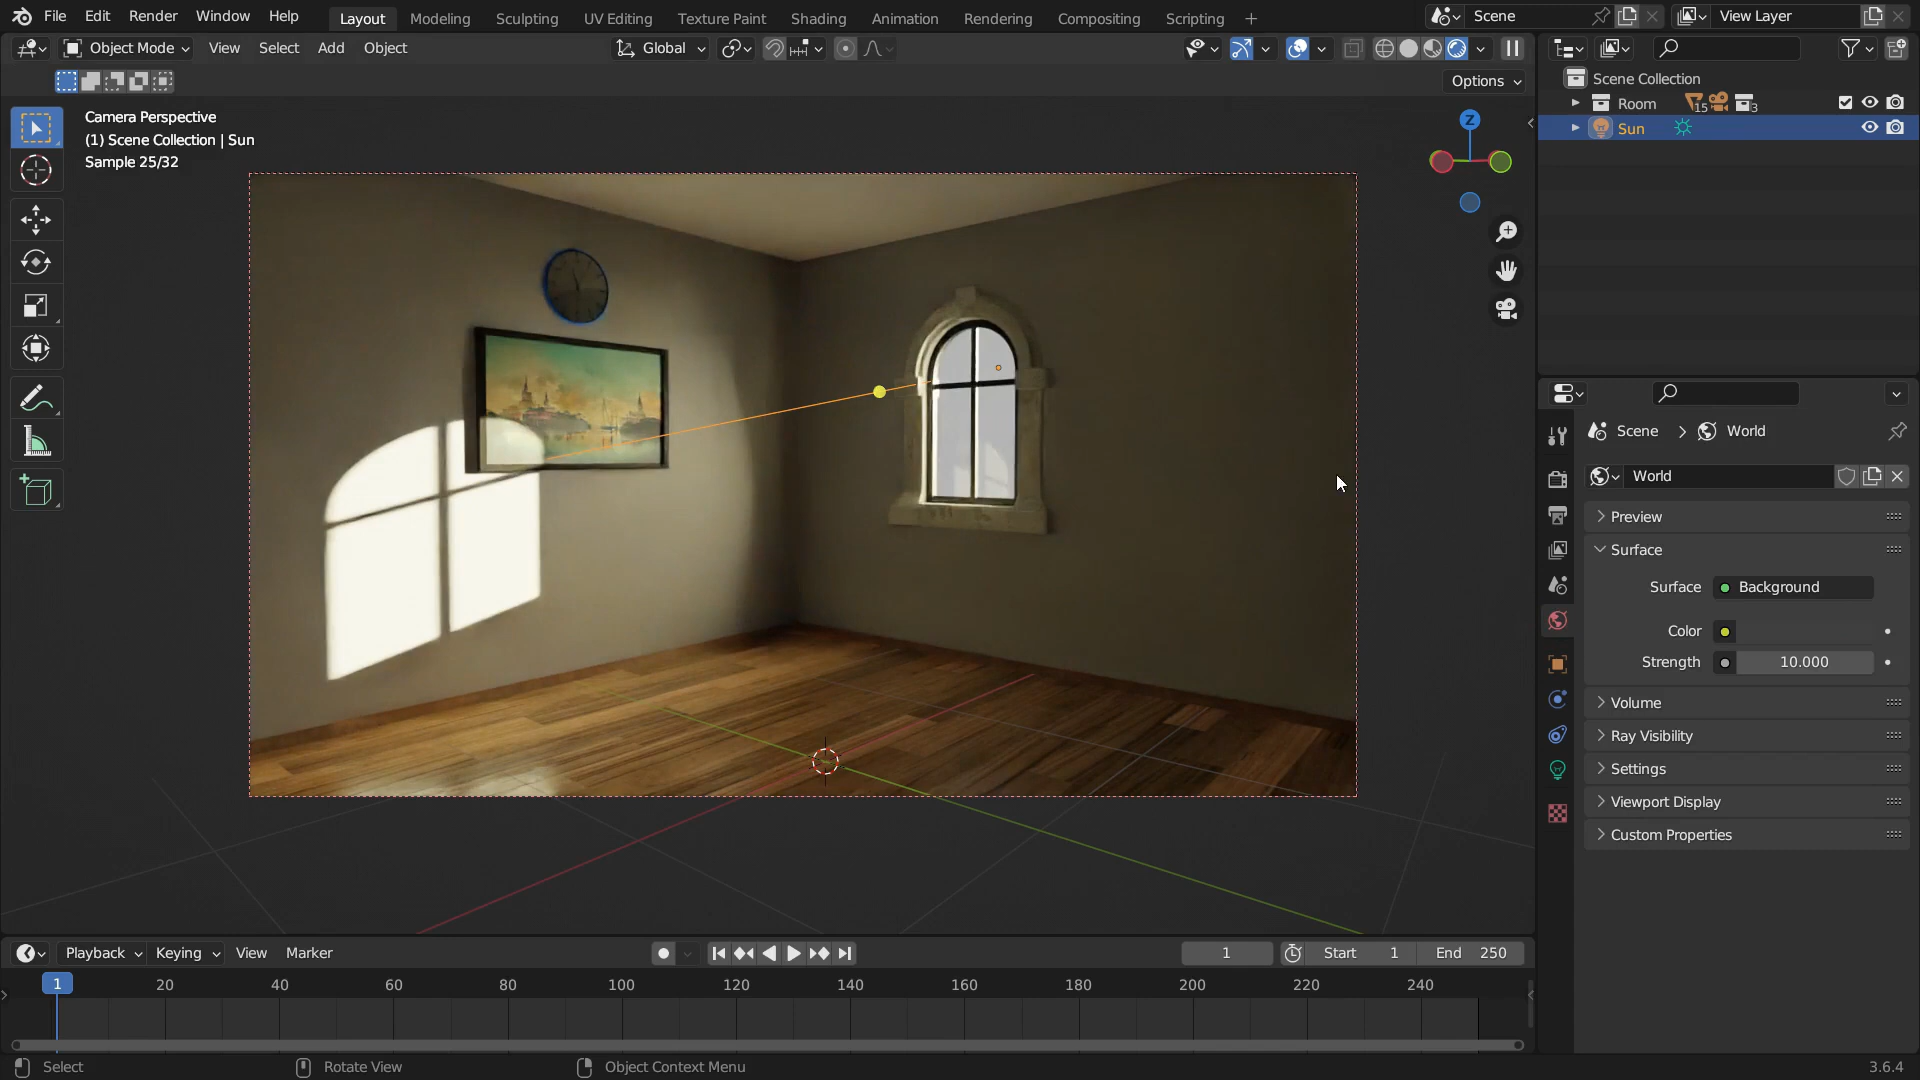 File Edit Render Window Help Layout Modeling Sculpting UV Editing Texture Paint Shading Animation Rendering Compositing Scripting + Scene View Layer
Object Mode View Select Add Object Global
Options
Camera Perspective
(1) Scene Collection | Sun
Sample 25/32
Z
Scene Collection
Room 15 3
Sun
Scene > World
World
Preview
Surface
Surface Background
Color
Strength 10.000
Volume
Ray Visibility
Settings
Viewport Display
Custom Properties
Playback Keying View Marker 1 Start 1 End 250
1 20 40 60 80 100 120 140 160 180 200 220 240
Select Rotate View Object Context Menu 3.6.4